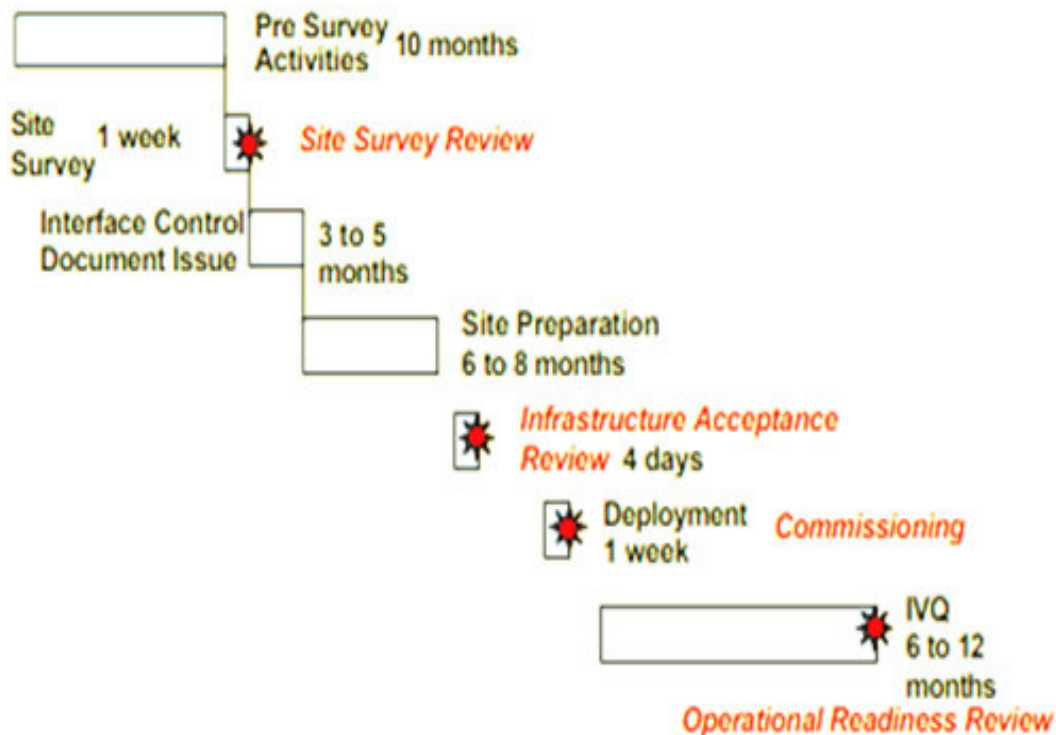 Pre Survey
Activities 10 months
Site
Survey 1 week
Site Survey Review
Interface Control
Document Issue
3 to 5
months
Site Preparation
6 to 8 months
Infrastructure Acceptance
Review 4 days
Deployment
1 week
Commissioning
IVQ
6 to 12
months
Operational Readiness Review